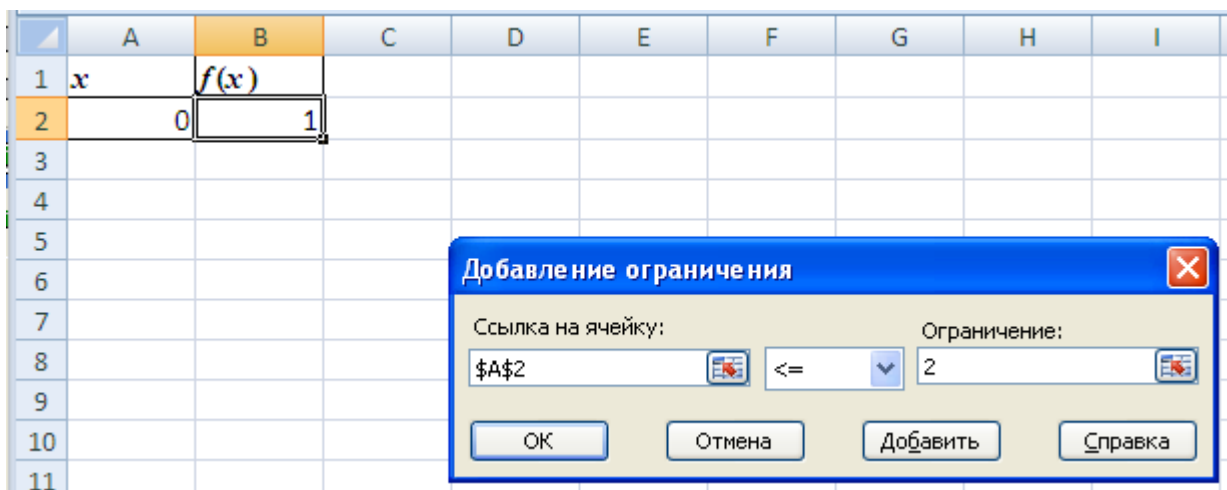 A B C D E F G H I
1 x f(x)
2 0 1
3
4
5
6
7
8
9
10
11
Добавление ограничения
Ссылка на ячейку: Ограничение:
$A$2 <= 2
ОК Отмена Добавить Справка